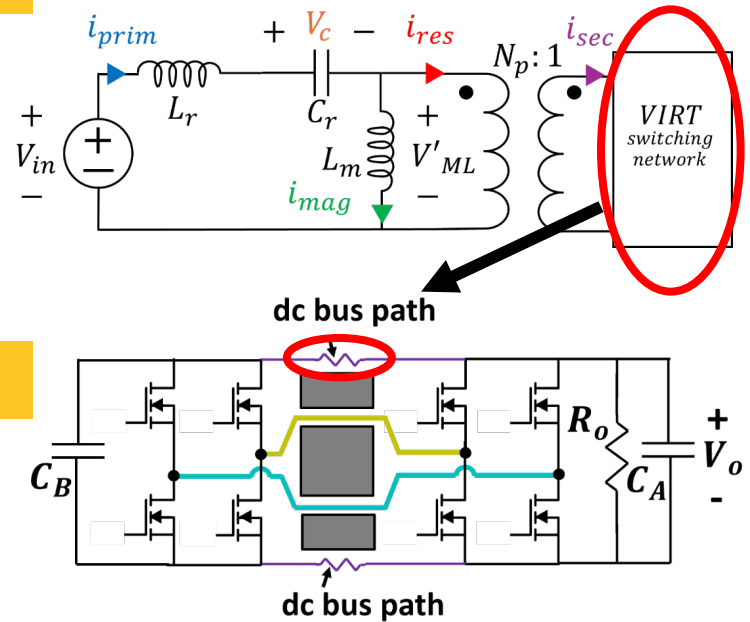 i_prim
+ V_c −
i_res
N_p: 1
i_sec
L_r
C_r
VIRT
switching
network
+
V_in
−
+
−
L_m
+
V'_ML
−
i_mag
dc bus path
C_B
R_o
C_A
+
V_o
-
dc bus path